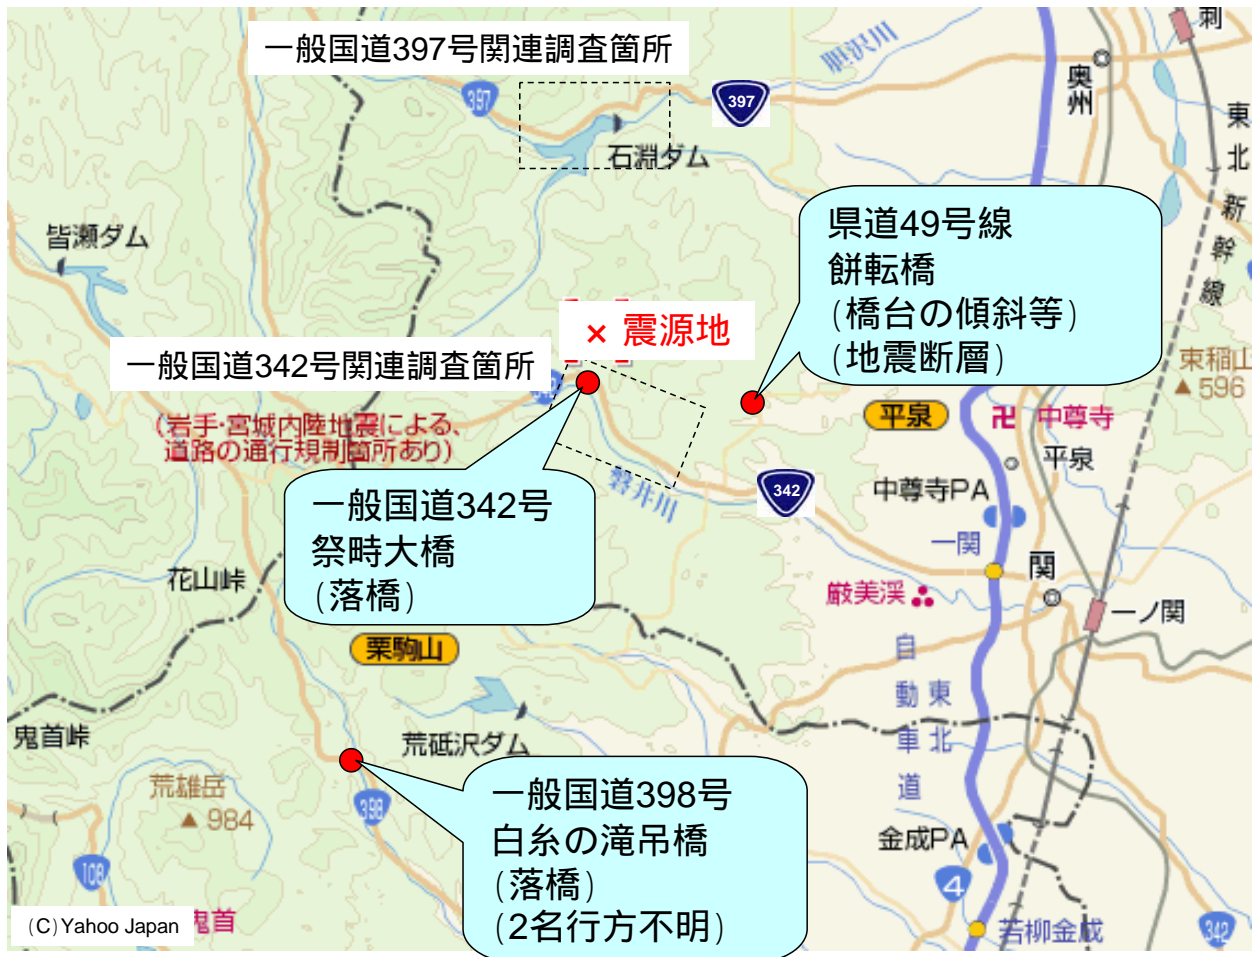 一般国道397号関連調査箇所
胆沢川
刺
397
397
奥州
東北新幹線
石淵ダム
皆瀬ダム
県道49号線
餅転橋
(橋台の傾斜等)
(地震断層)
× 震源地
一般国道342号関連調査箇所
東稲山
▲ 596
(岩手・宮城内陸地震による、
道路の通行規制箇所あり)
平泉
卍 中尊寺
平泉
342
磐井川
中尊寺PA
一般国道342号
祭畤大橋
(落橋)
一関
関
花山峠
厳美渓
一ノ関
栗駒山
東北自動車道
鬼首峠
荒砥沢ダム
荒雄岳
▲ 984
398
一般国道398号
白糸の滝吊橋
(落橋)
(2名行方不明)
金成PA
108
4
(C)Yahoo Japan
鬼首
若柳金成
342